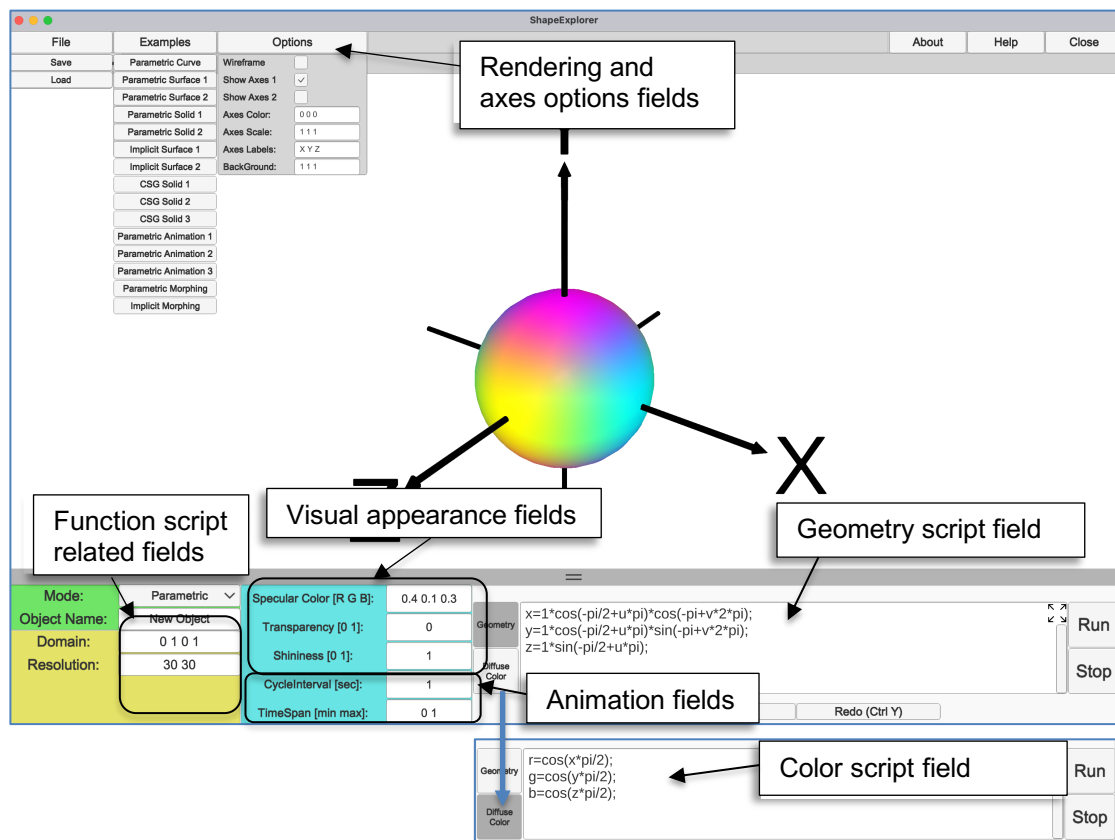 ShapeExplorer
File
Examples
Options
About
Help
Close
Save
Load
Parametric Curve
Parametric Surface 1
Parametric Surface 2
Parametric Solid 1
Parametric Solid 2
Implicit Surface 1
Implicit Surface 2
CSG Solid 1
CSG Solid 2
CSG Solid 3
Parametric Animation 1
Parametric Animation 2
Parametric Animation 3
Parametric Morphing
Implicit Morphing
Wireframe
Show Axes 1
Show Axes 2
Axes Color: 0 0 0
Axes Scale: 1 1 1
Axes Labels: X Y Z
BackGround: 1 1 1
Rendering and
axes options fields
X
Function script
related fields
Visual appearance fields
Geometry script field
Mode: Parametric
Object Name: New Object
Domain: 0 1 0 1
Resolution: 30 30
Specular Color [R G B]: 0.4 0.1 0.3
Transparency [0 1]: 0
Shininess [0 1]: 1
CycleInterval [sec]: 1
TimeSpan [min max]: 0 1
Geometry
Diffuse
Color
x=1*cos(-pi/2+u*pi)*cos(-pi+v*2*pi);
y=1*cos(-pi/2+u*pi)*sin(-pi+v*2*pi);
z=1*sin(-pi/2+u*pi);
Run
Stop
Animation fields
Redo (Ctrl Y)
Geometry
Diffuse
Color
r=cos(x*pi/2);
g=cos(y*pi/2);
b=cos(z*pi/2);
Color script field
Run
Stop